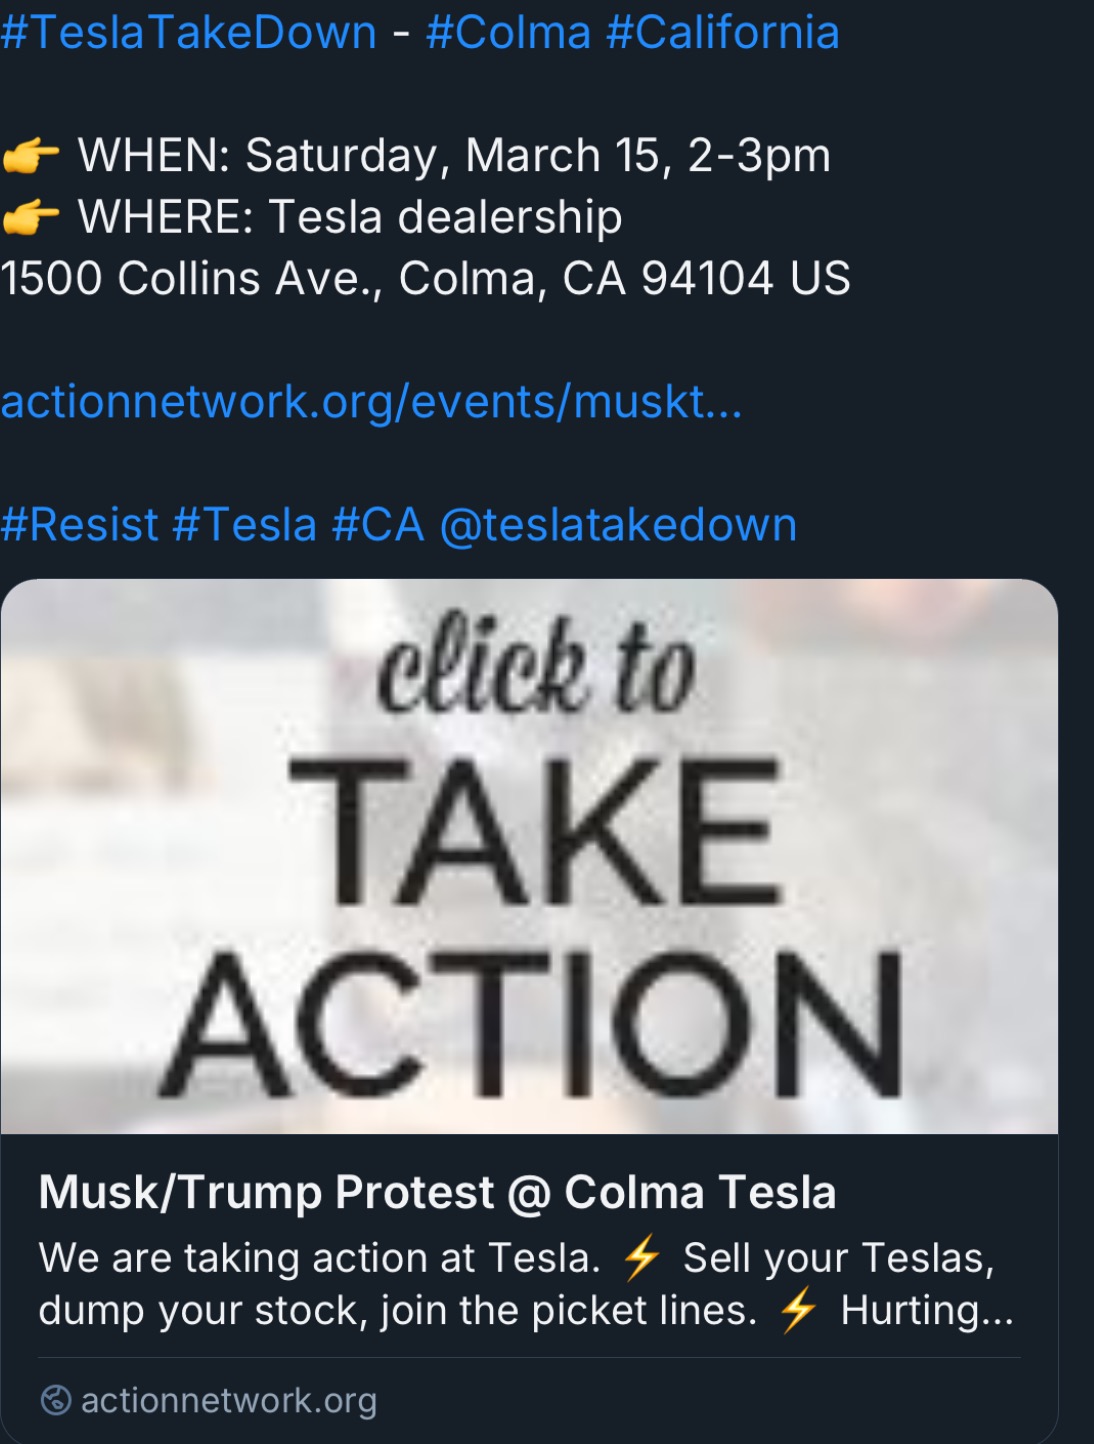 #TeslaTakeDown - #Colma #California
👉 WHEN: Saturday, March 15, 2-3pm
👉 WHERE: Tesla dealership
1500 Collins Ave., Colma, CA 94104 US
actionnetwork.org/events/muskt...
#Resist #Tesla #CA @teslatakedown
click to
TAKE
ACTION
Musk/Trump Protest @ Colma Tesla
We are taking action at Tesla. ⚡ Sell your Teslas,
dump your stock, join the picket lines. ⚡ Hurting...
actionnetwork.org